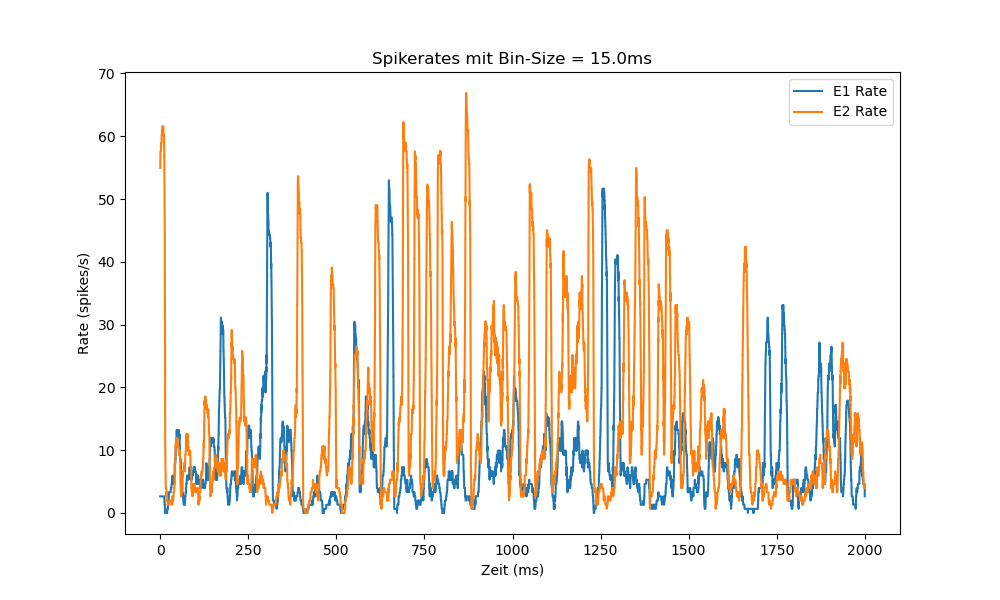 Spikerates mit Bin-Size = 15.0ms
E1 Rate
E2 Rate
70
60
50
40
30
20
10
0
Rate (spikes/s)
0 250 500 750 1000 1250 1500 1750 2000
Zeit (ms)